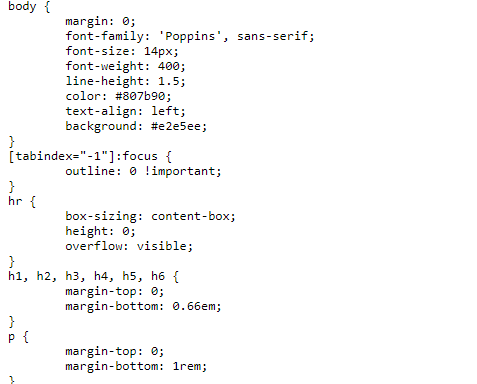 body {
	margin: 0;
	font-family: 'Poppins', sans-serif;
	font-size: 14px;
	font-weight: 400;
	line-height: 1.5;
	color: #807b90;
	text-align: left;
	background: #e2e5ee;
}
[tabindex="-1"]:focus {
	outline: 0 !important;
}
hr {
	box-sizing: content-box;
	height: 0;
	overflow: visible;
}
h1, h2, h3, h4, h5, h6 {
	margin-top: 0;
	margin-bottom: 0.66em;
}
p {
	margin-top: 0;
	margin-bottom: 1rem;
}